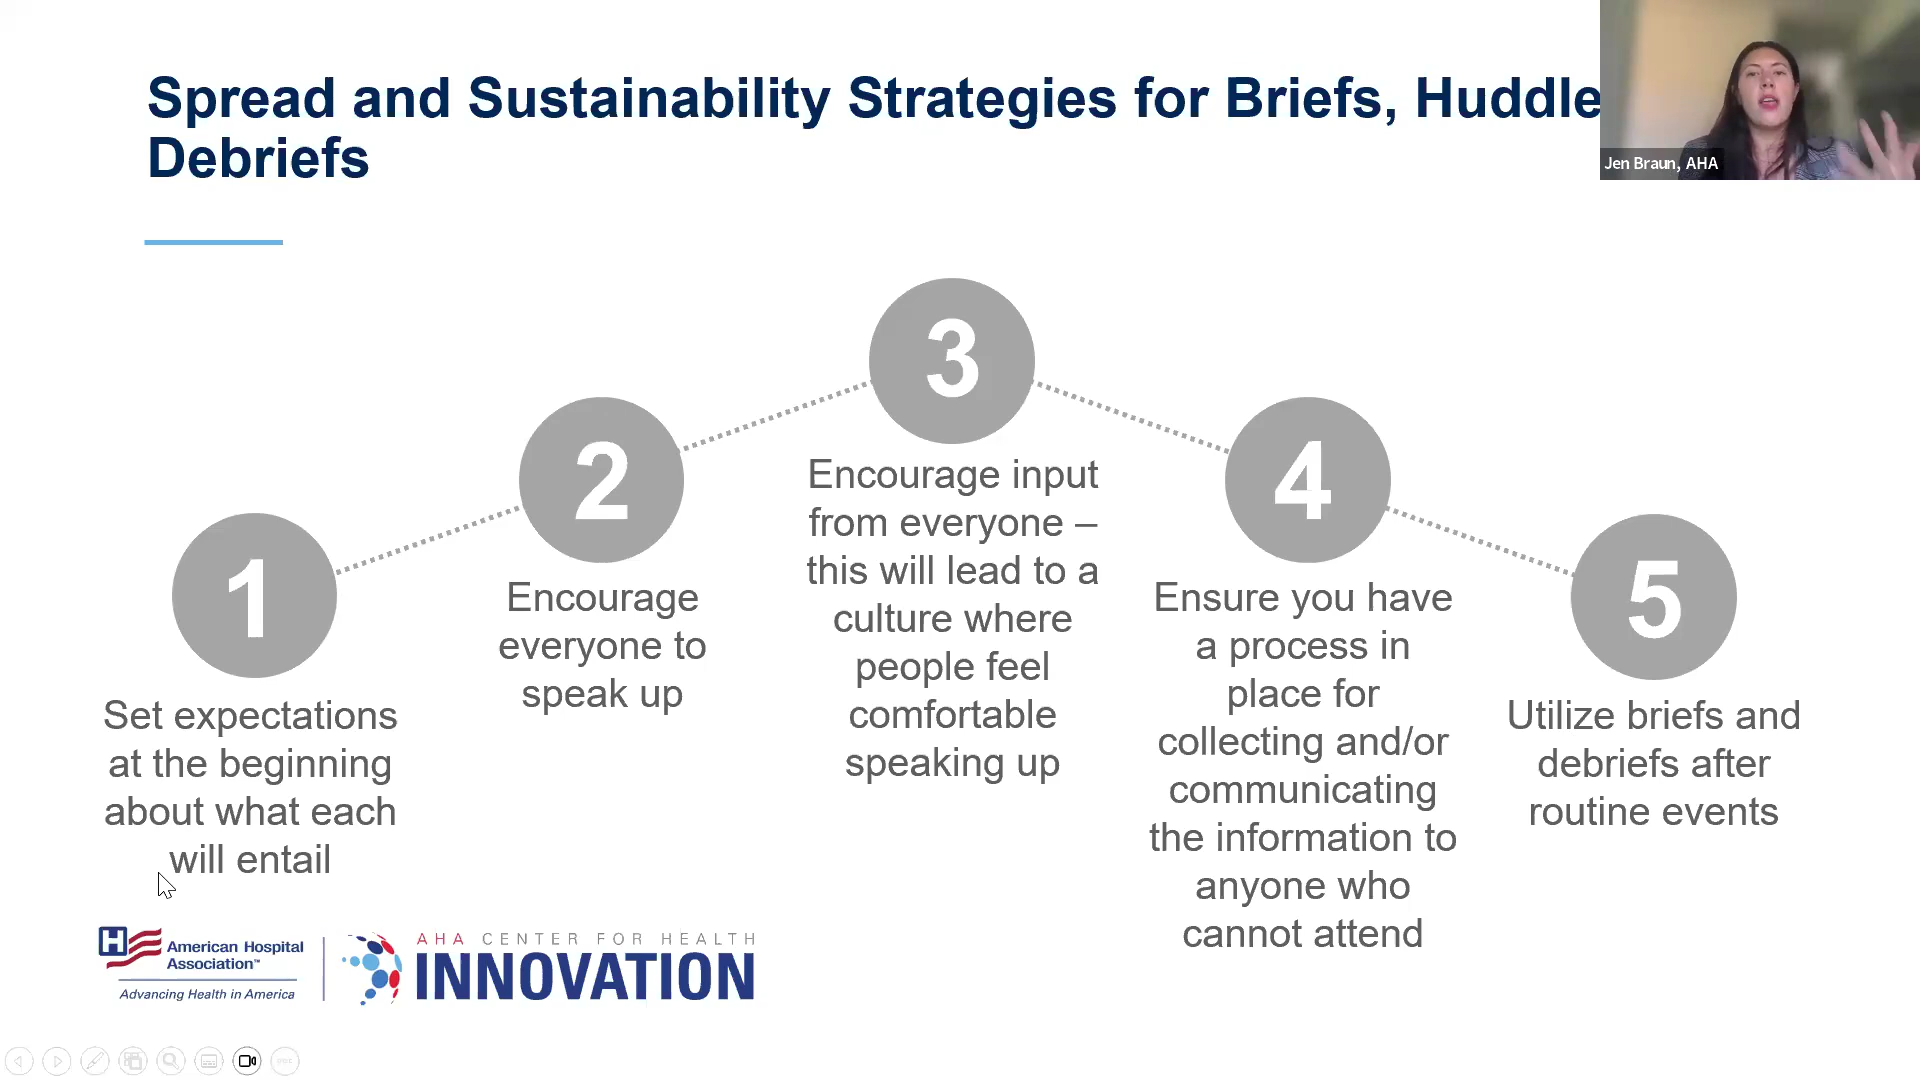 Spread and Sustainability Strategies for Briefs, Huddle
Debriefs
Jen Braun, AHA
1
Set expectations
at the beginning
about what each
will entail
2
Encourage
everyone to
speak up
3
Encourage input
from everyone –
this will lead to a
culture where
people feel
comfortable
speaking up
4
Ensure you have
a process in
place for
collecting and/or
communicating
the information to
anyone who
cannot attend
5
Utilize briefs and
debriefs after
routine events
H
American Hospital
Association™
Advancing Health in America
AHA CENTER FOR HEALTH
INNOVATION